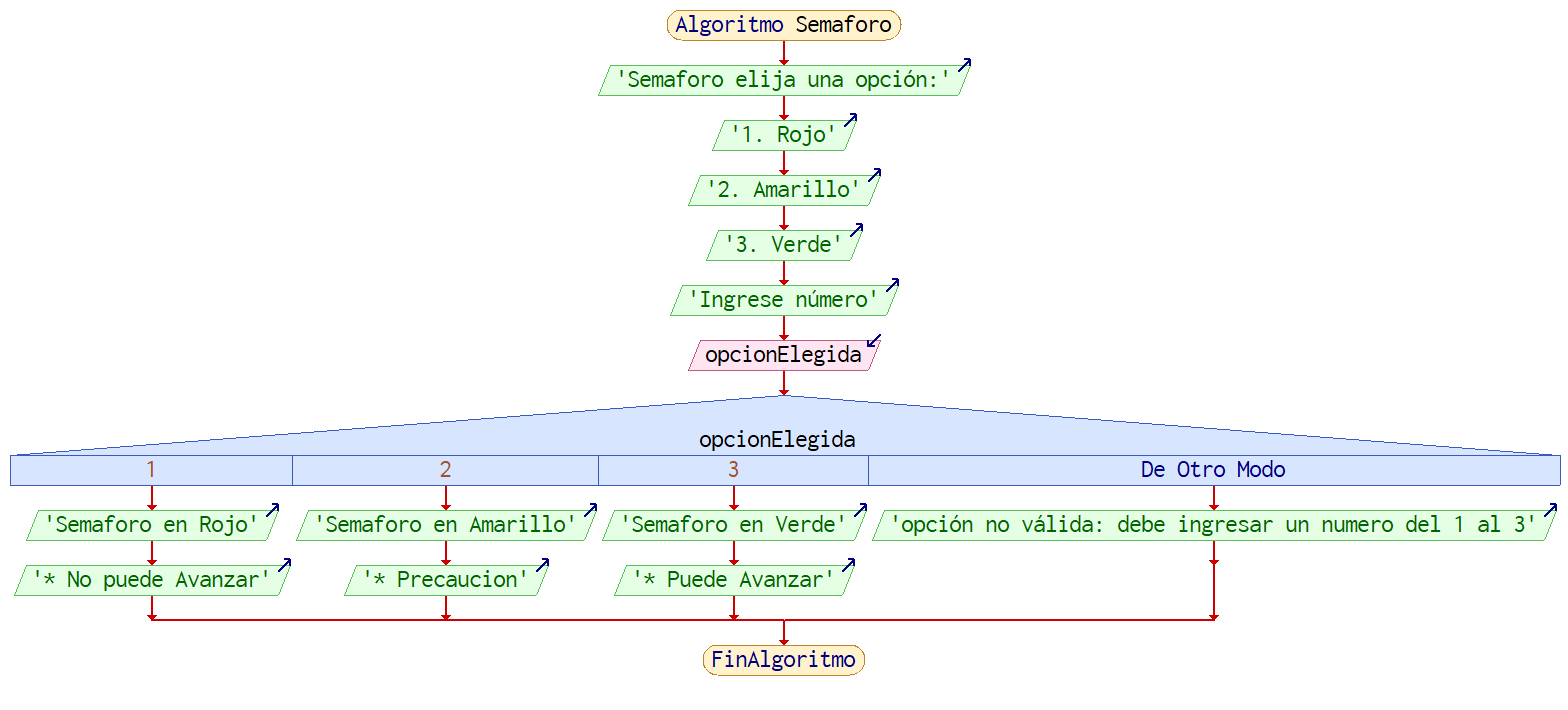 Algoritmo Semaforo
'Semaforo elija una opción:'
'1. Rojo'
'2. Amarillo'
'3. Verde'
'Ingrese número'
opcionElegida
opcionElegida
1 2 3 De Otro Modo
'Semaforo en Rojo' 'Semaforo en Amarillo' 'Semaforo en Verde' 'opción no válida: debe ingresar un numero del 1 al 3'
'* No puede Avanzar' '* Precaucion' '* Puede Avanzar'
FinAlgoritmo